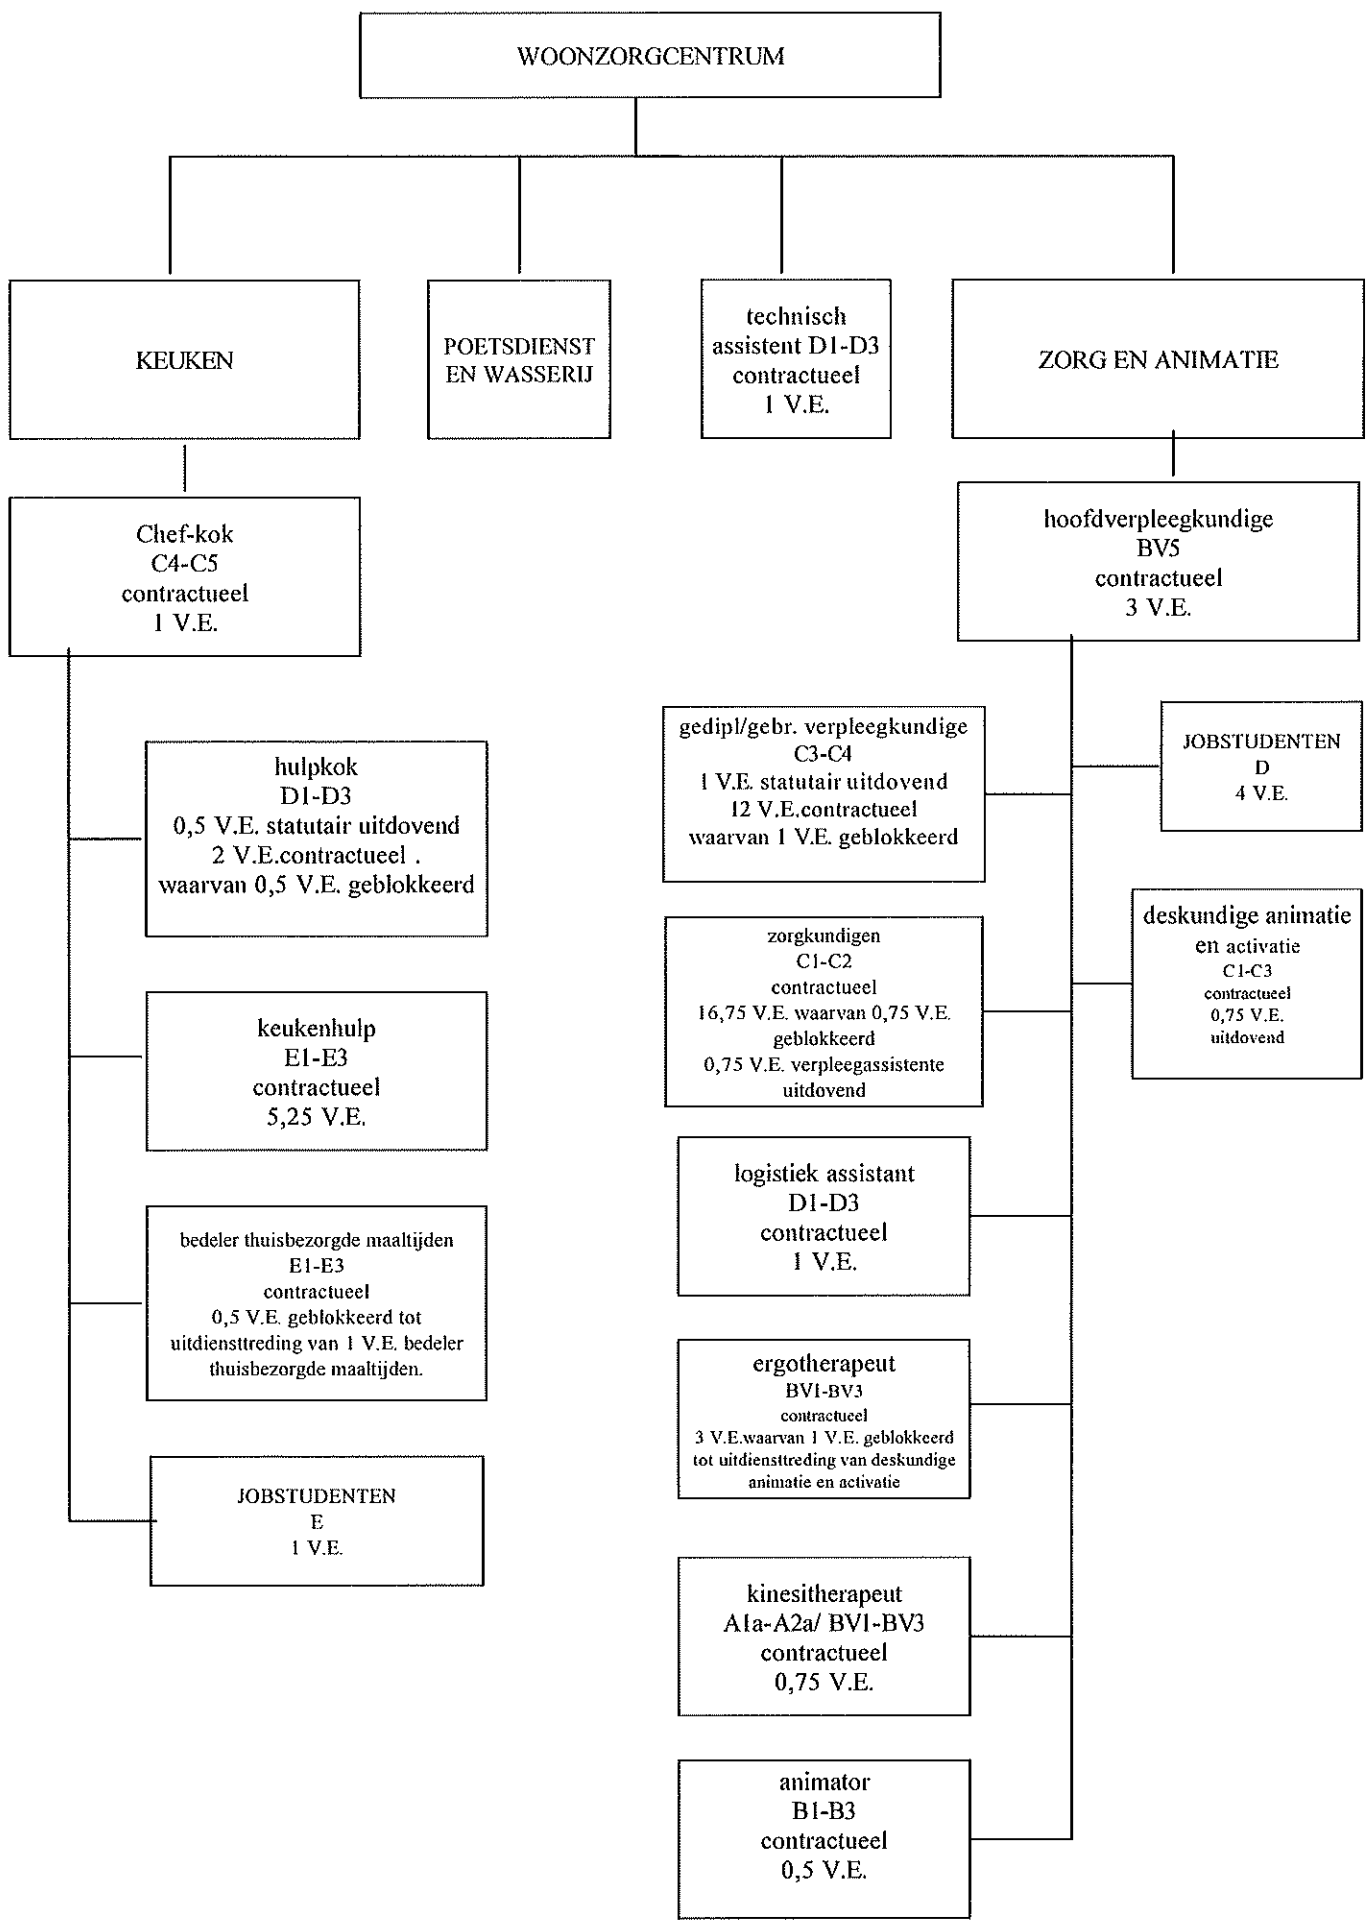 WOONZORGCENTRUM
KEUKEN
POETSDIENST
EN WASSERIJ
technisch
assistent D1-D3
contractueel
1 V.E.
ZORG EN ANIMATIE
Chef-kok
C4-C5
contractueel
1 V.E.
hulpkok
D1-D3
0,5 V.E. statutair uitdovend
2 V.E.contractueel .
waarvan 0,5 V.E. geblokkeerd
keukenhulp
E1-E3
contractueel
5,25 V.E.
bedeler thuisbezorgde maaltijden
E1-E3
contractueel
0,5 V.E. geblokkeerd tot
uitdiensttreding van 1 V.E. bedeler
thuisbezorgde maaltijden.
JOBSTUDENTEN
E
1 V.E.
hoofdverpleegkundige
BV5
contractueel
3 V.E.
gedipl/gebr. verpleegkundige
C3-C4
1 V.E. statutair uitdovend
12 V.E.contractueel
waarvan 1 V.E. geblokkeerd
JOBSTUDENTEN
D
4 V.E.
zorgkundigen
C1-C2
contractueel
16,75 V.E. waarvan 0,75 V.E.
geblokkeerd
0,75 V.E. verpleegassistente
uitdovend
deskundige animatie
en activatie
C1-C3
contractueel
0,75 V.E.
uitdovend
logistiek assistant
D1-D3
contractueel
1 V.E.
ergotherapeut
BV1-BV3
contractueel
3 V.E.waarvan 1 V.E. geblokkeerd
tot uitdiensttreding van deskundige
animatie en activatie
kinesitherapeut
A1a-A2a/ BV1-BV3
contractueel
0,75 V.E.
animator
B1-B3
contractueel
0,5 V.E.